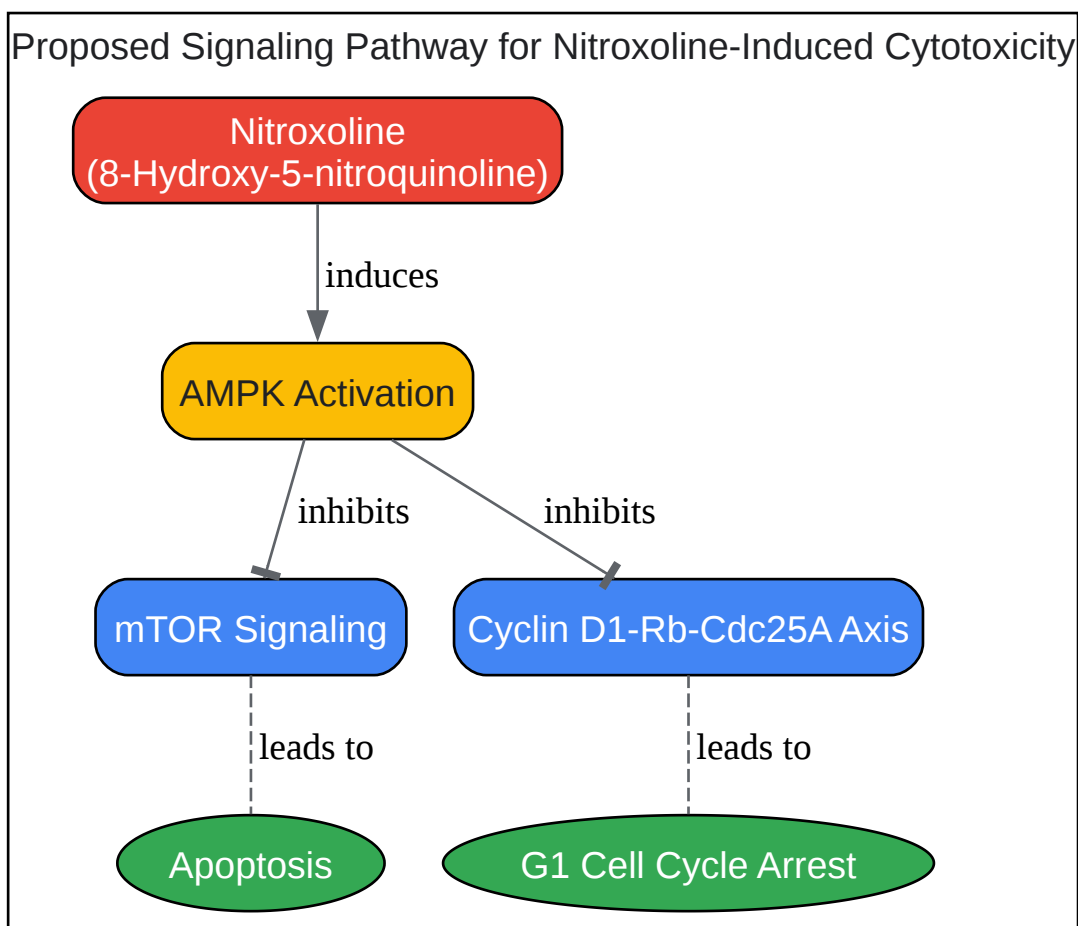 Proposed Signaling Pathway for Nitroxoline-Induced Cytotoxicity
Nitroxoline
(8-Hydroxy-5-nitroquinoline)
induces
AMPK Activation
inhibits
inhibits
mTOR Signaling
Cyclin D1-Rb-Cdc25A Axis
leads to
leads to
Apoptosis
G1 Cell Cycle Arrest